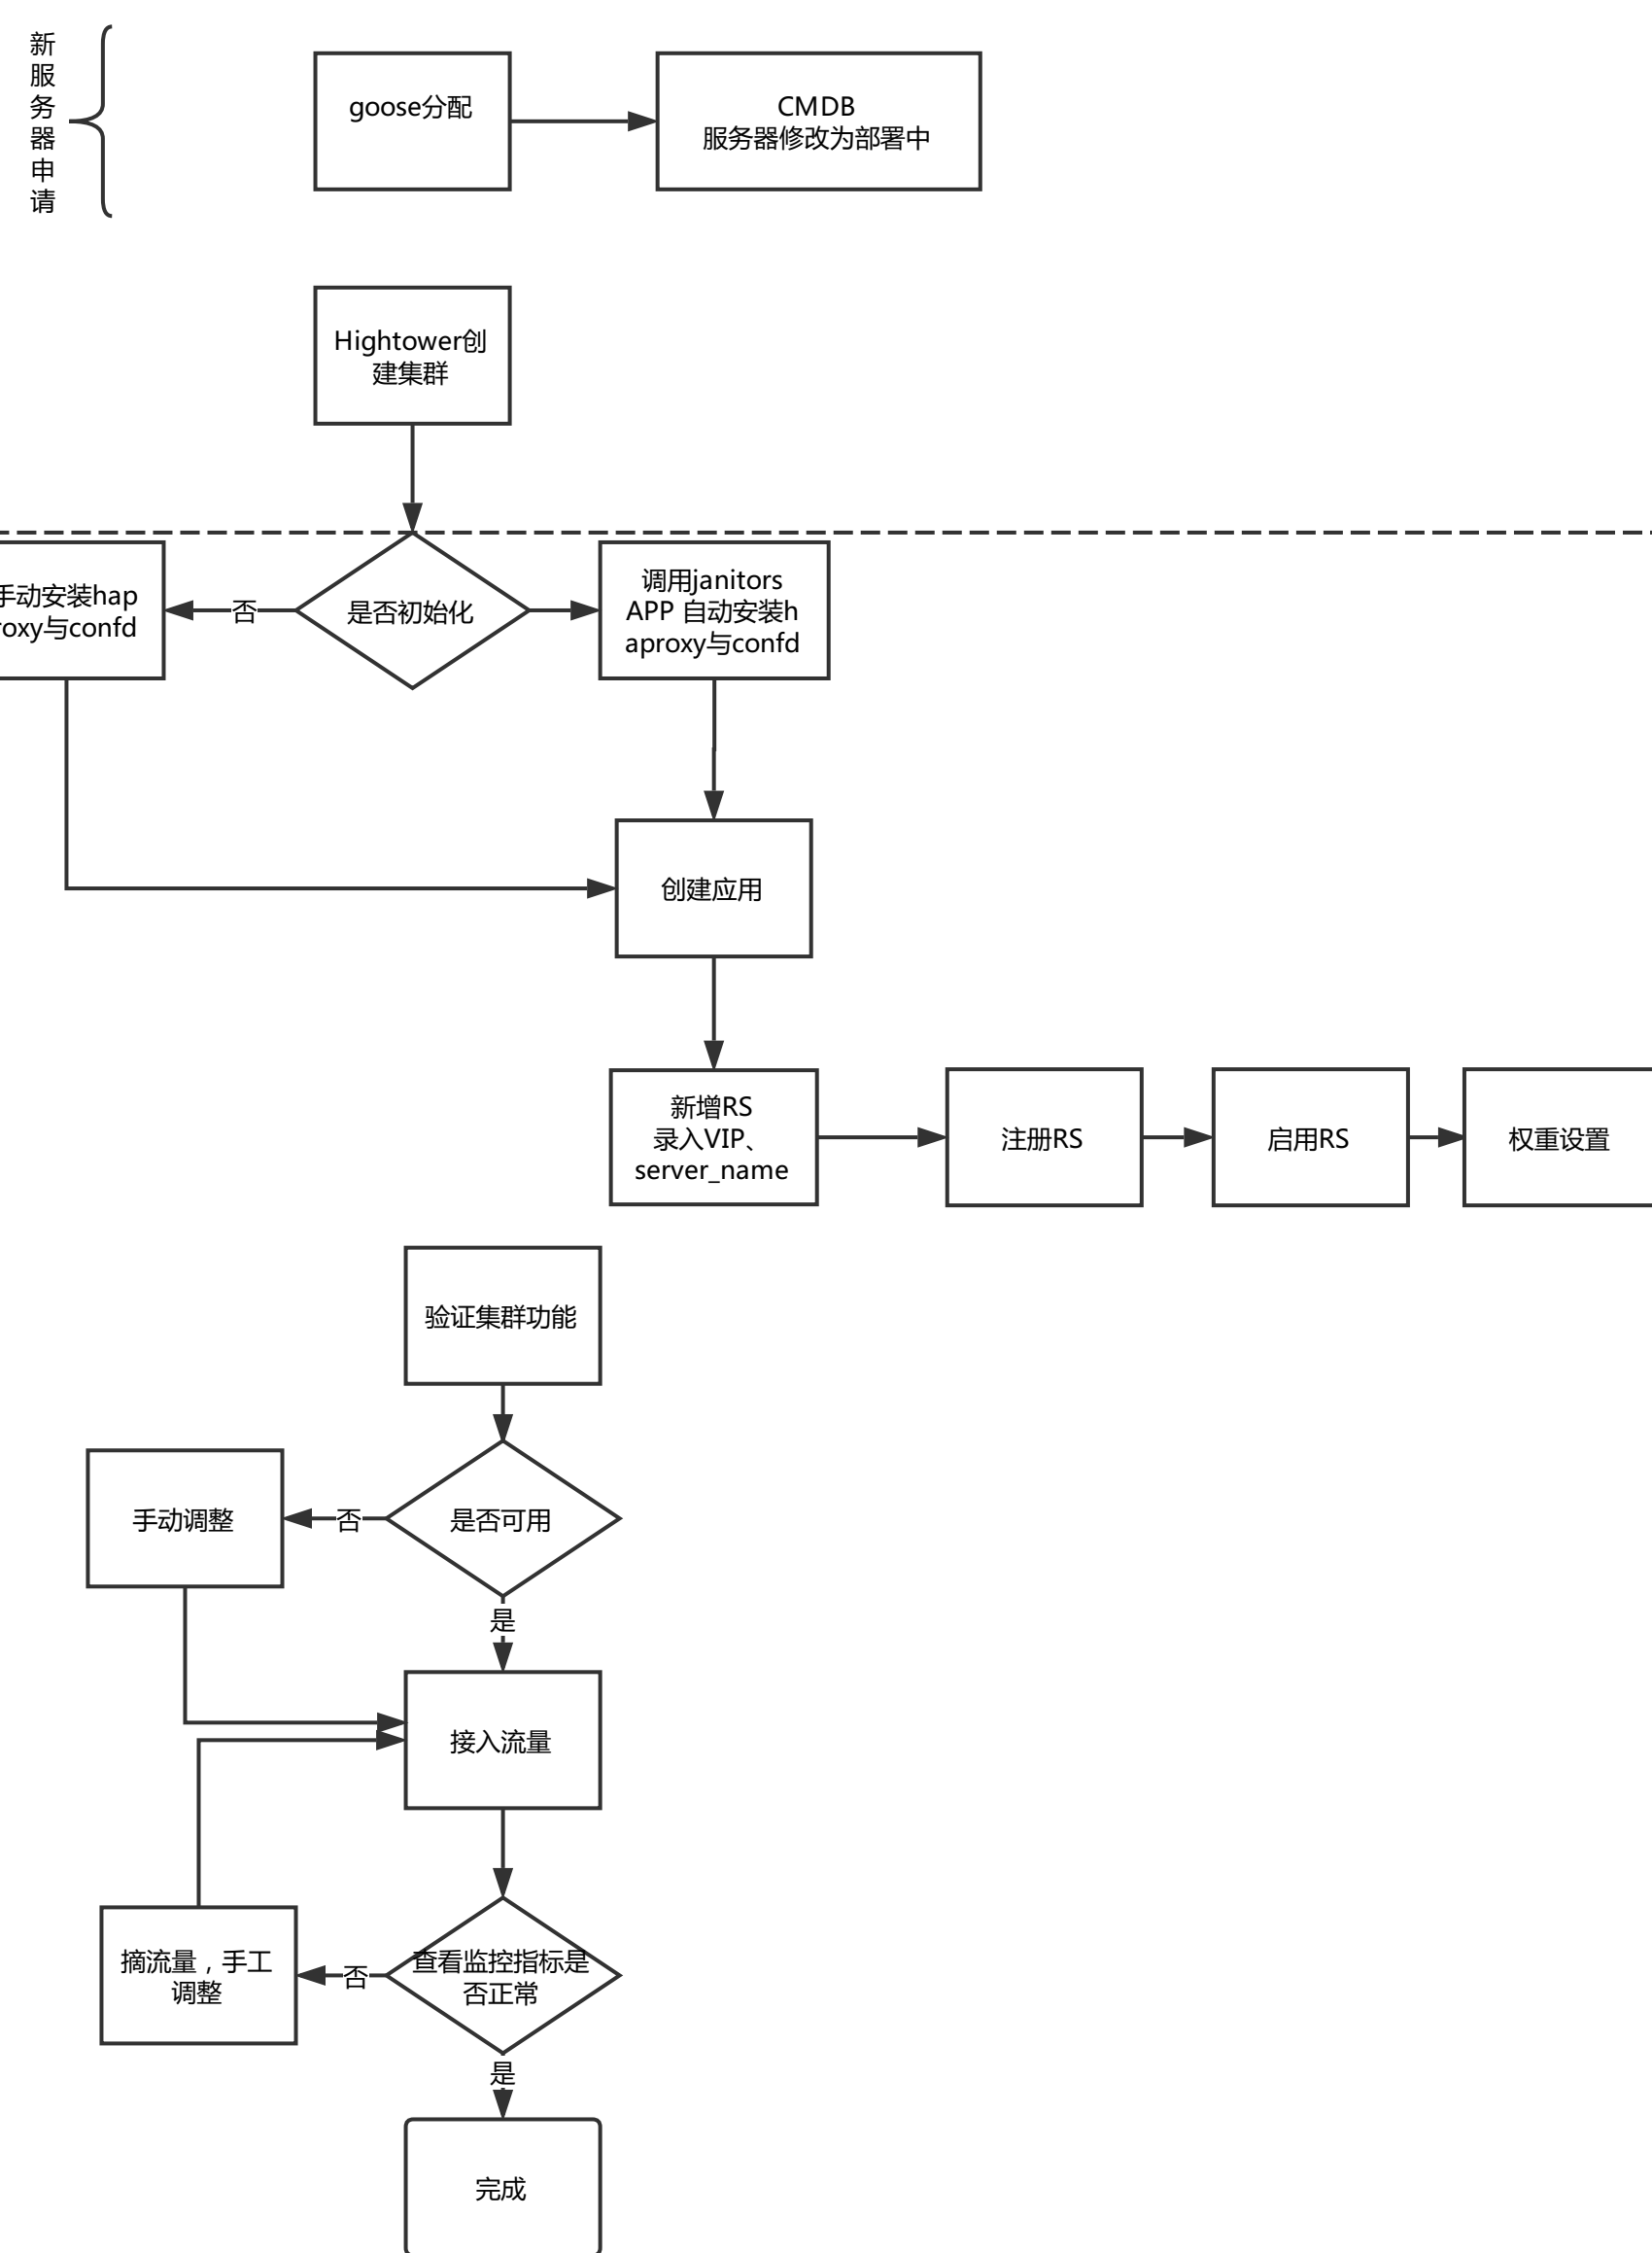 新
服
务
器
申
请
goose分配
CMDB
服务器修改为部署中
Hightower创
建集群
手动安装hap
roxy与confd
否
是否初始化
调用janitors
APP 自动安装h
aproxy与confd
创建应用
新增RS
录入VIP、
server_name
注册RS
启用RS
权重设置
验证集群功能
手动调整
否
是否可用
是
接入流量
摘流量，手工
调整
否
查看监控指标是
否正常
是
完成